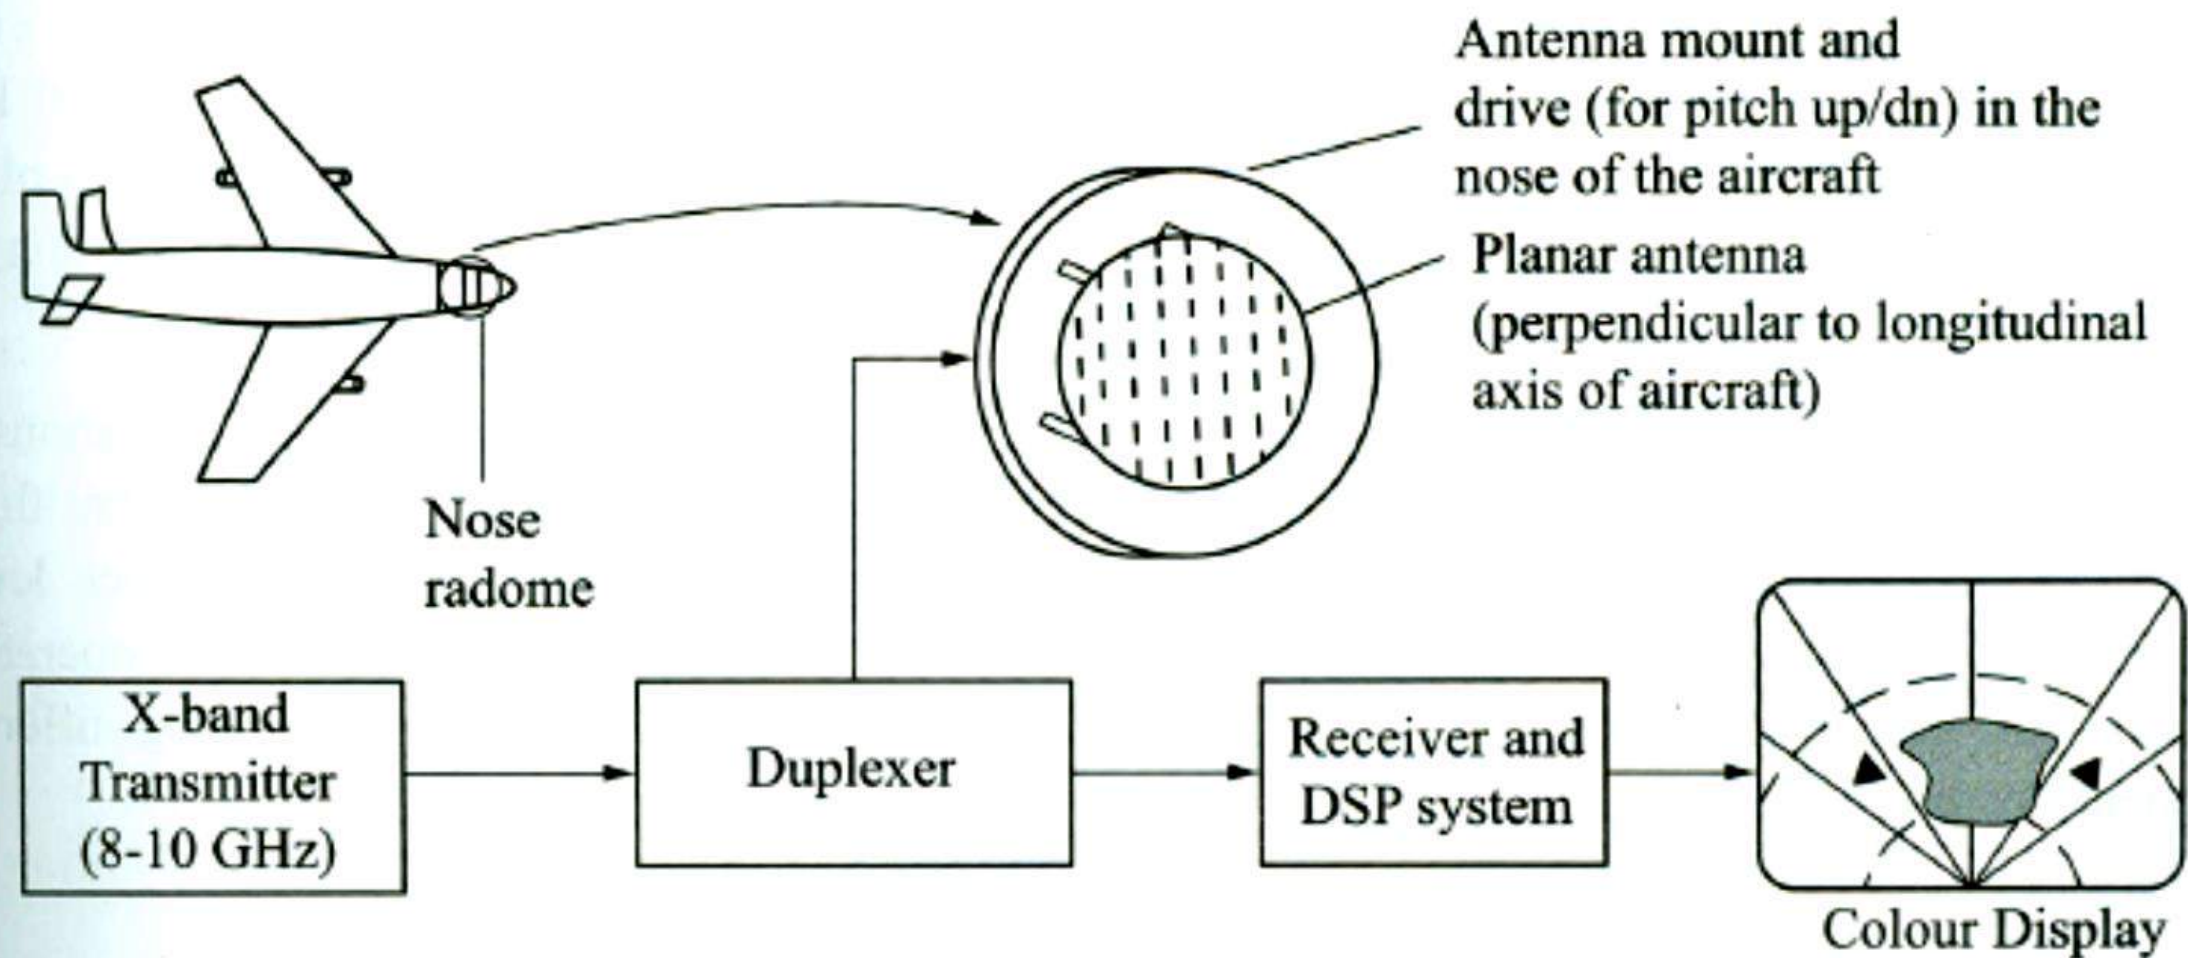 Antenna mount and
drive (for pitch up/dn) in the
nose of the aircraft
Planar antenna
(perpendicular to longitudinal
axis of aircraft)
Nose
radome
X-band
Transmitter
(8-10 GHz)
Duplexer
Receiver and
DSP system
Colour Display